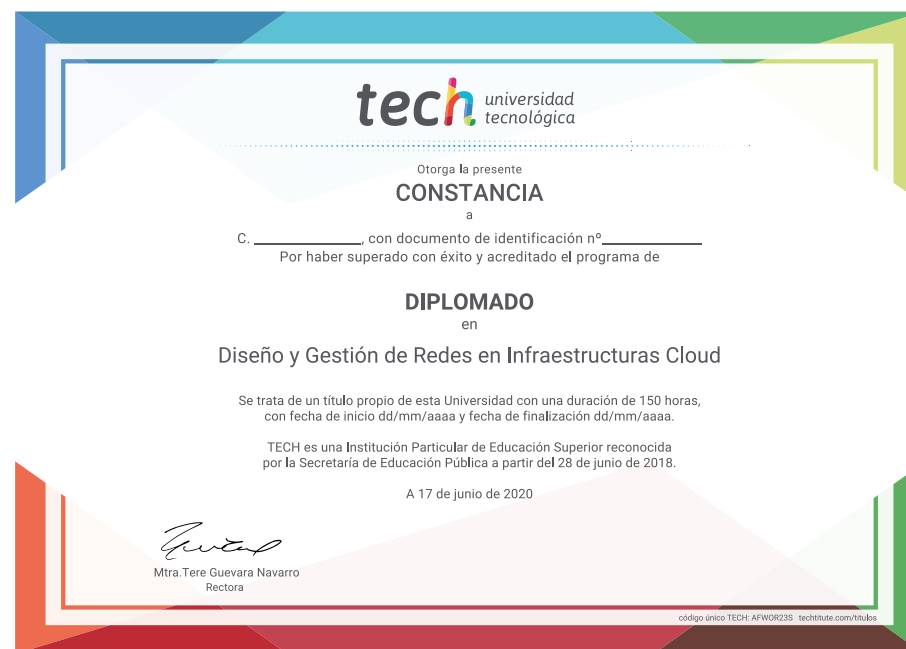 tech universidad
tecnológica
Otorga la presente
CONSTANCIA
a
C. ____________, con documento de identificación nº____________
Por haber superado con éxito y acreditado el programa de
DIPLOMADO
en
Diseño y Gestión de Redes en Infraestructuras Cloud
Se trata de un título propio de esta Universidad con una duración de 150 horas,
con fecha de inicio dd/mm/aaaa y fecha de finalización dd/mm/aaaa.
TECH es una Institución Particular de Educación Superior reconocida
por la Secretaría de Educación Pública a partir del 28 de junio de 2018.
A 17 de junio de 2020
Mtra.Tere Guevara Navarro
Rectora
código único TECH: AFWOR23S techtitute.com/titulos